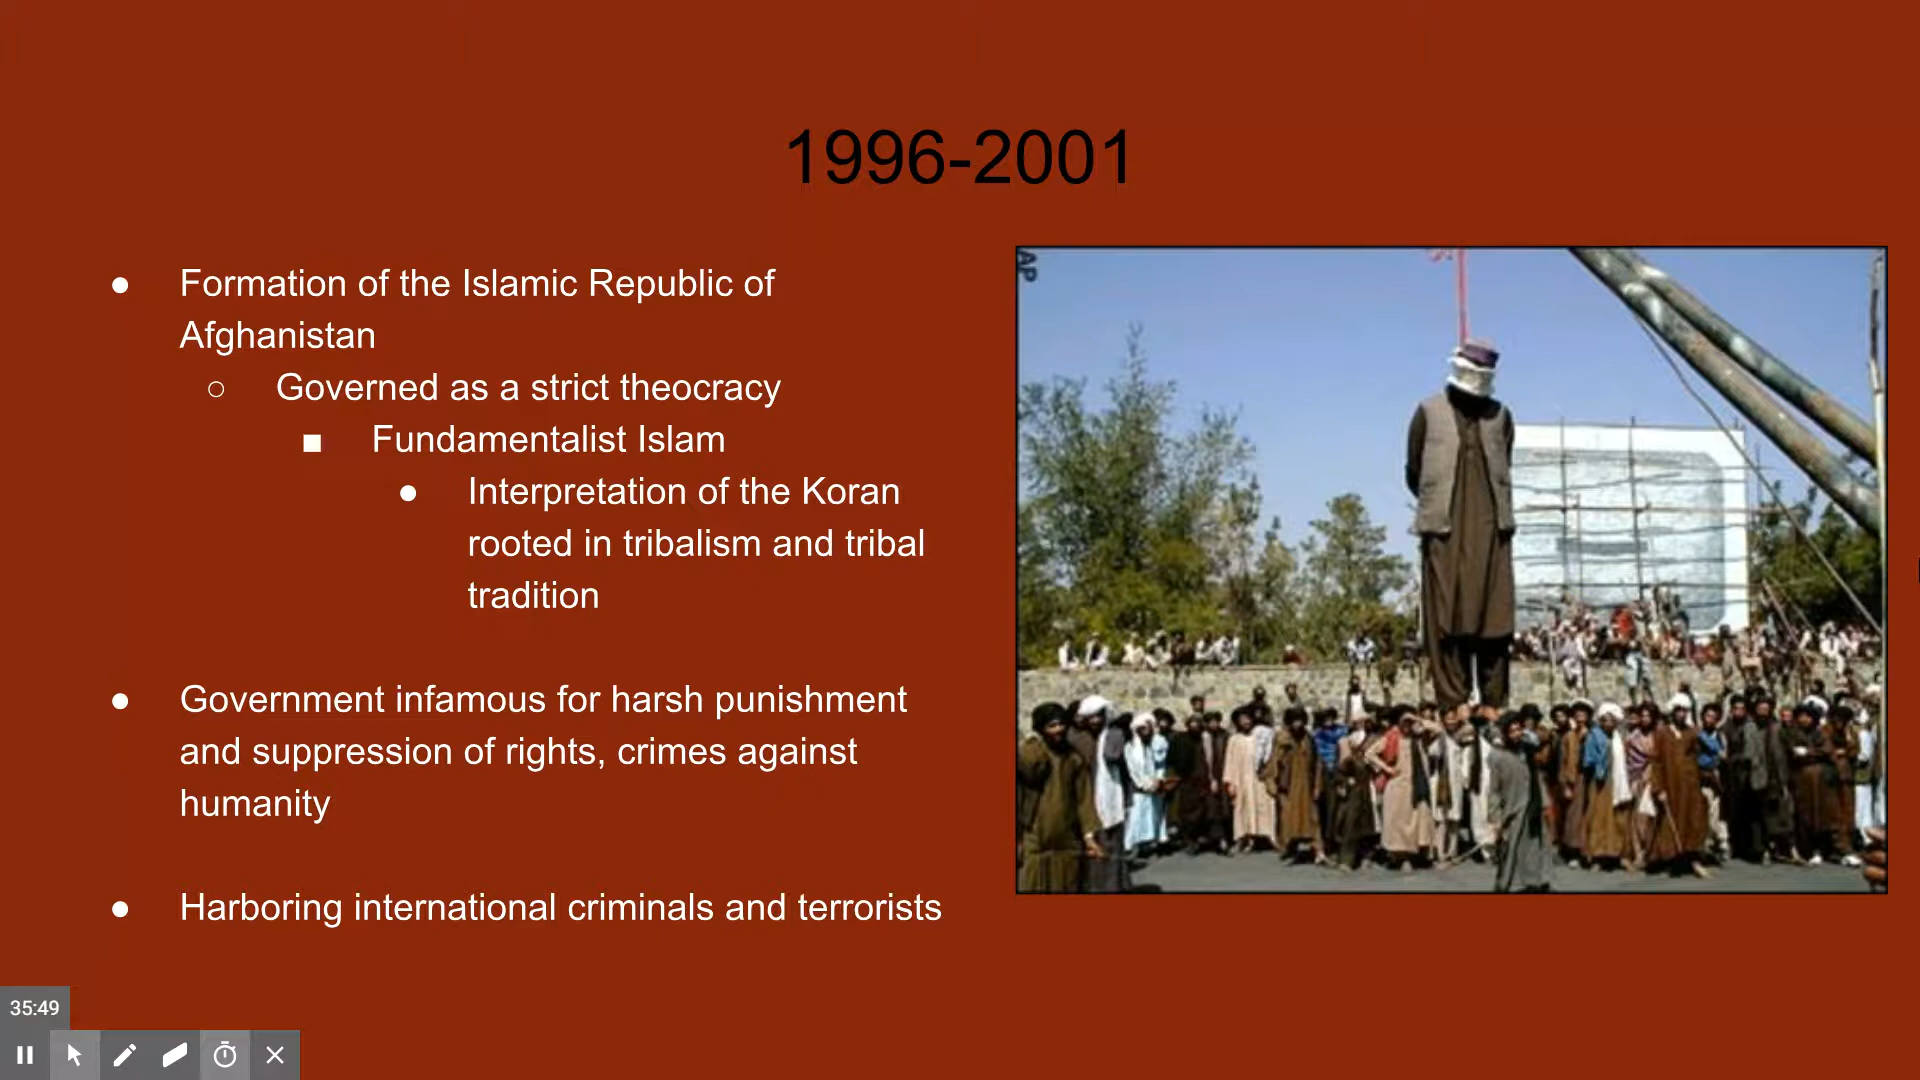 1996-2001
Formation of the Islamic Republic of
Afghanistan
Governed as a strict theocracy
Fundamentalist Islam
Interpretation of the Koran
rooted in tribalism and tribal
tradition
Government infamous for harsh punishment
and suppression of rights, crimes against
humanity
Harboring international criminals and terrorists
AP
35:49